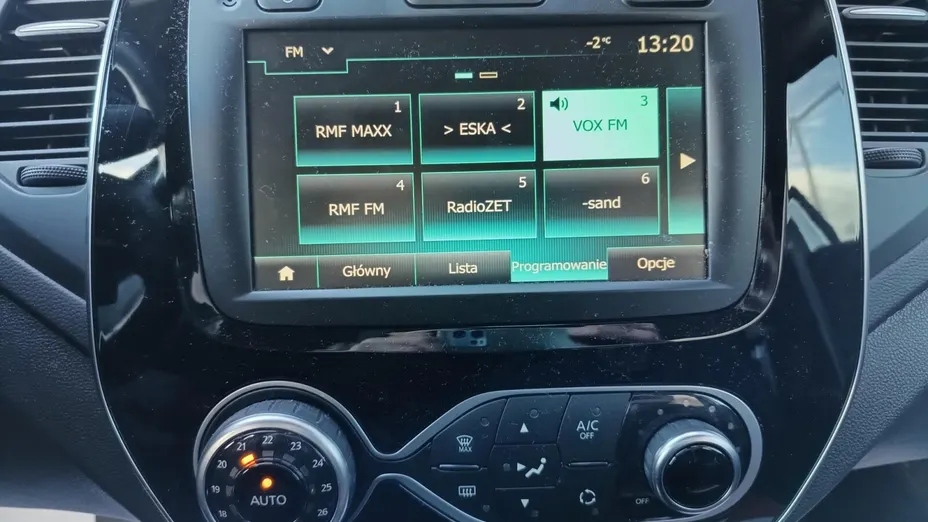 FM
-2°C
13:20
1
RMF MAXX
2
> ESKA <
3
VOX FM
4
RMF FM
5
RadioZET
6
-sand
Główny
Lista
Programowanie
Opcje
MAX
A/C
OFF
OFF
18
19
20
21
22
23
24
25
26
AUTO